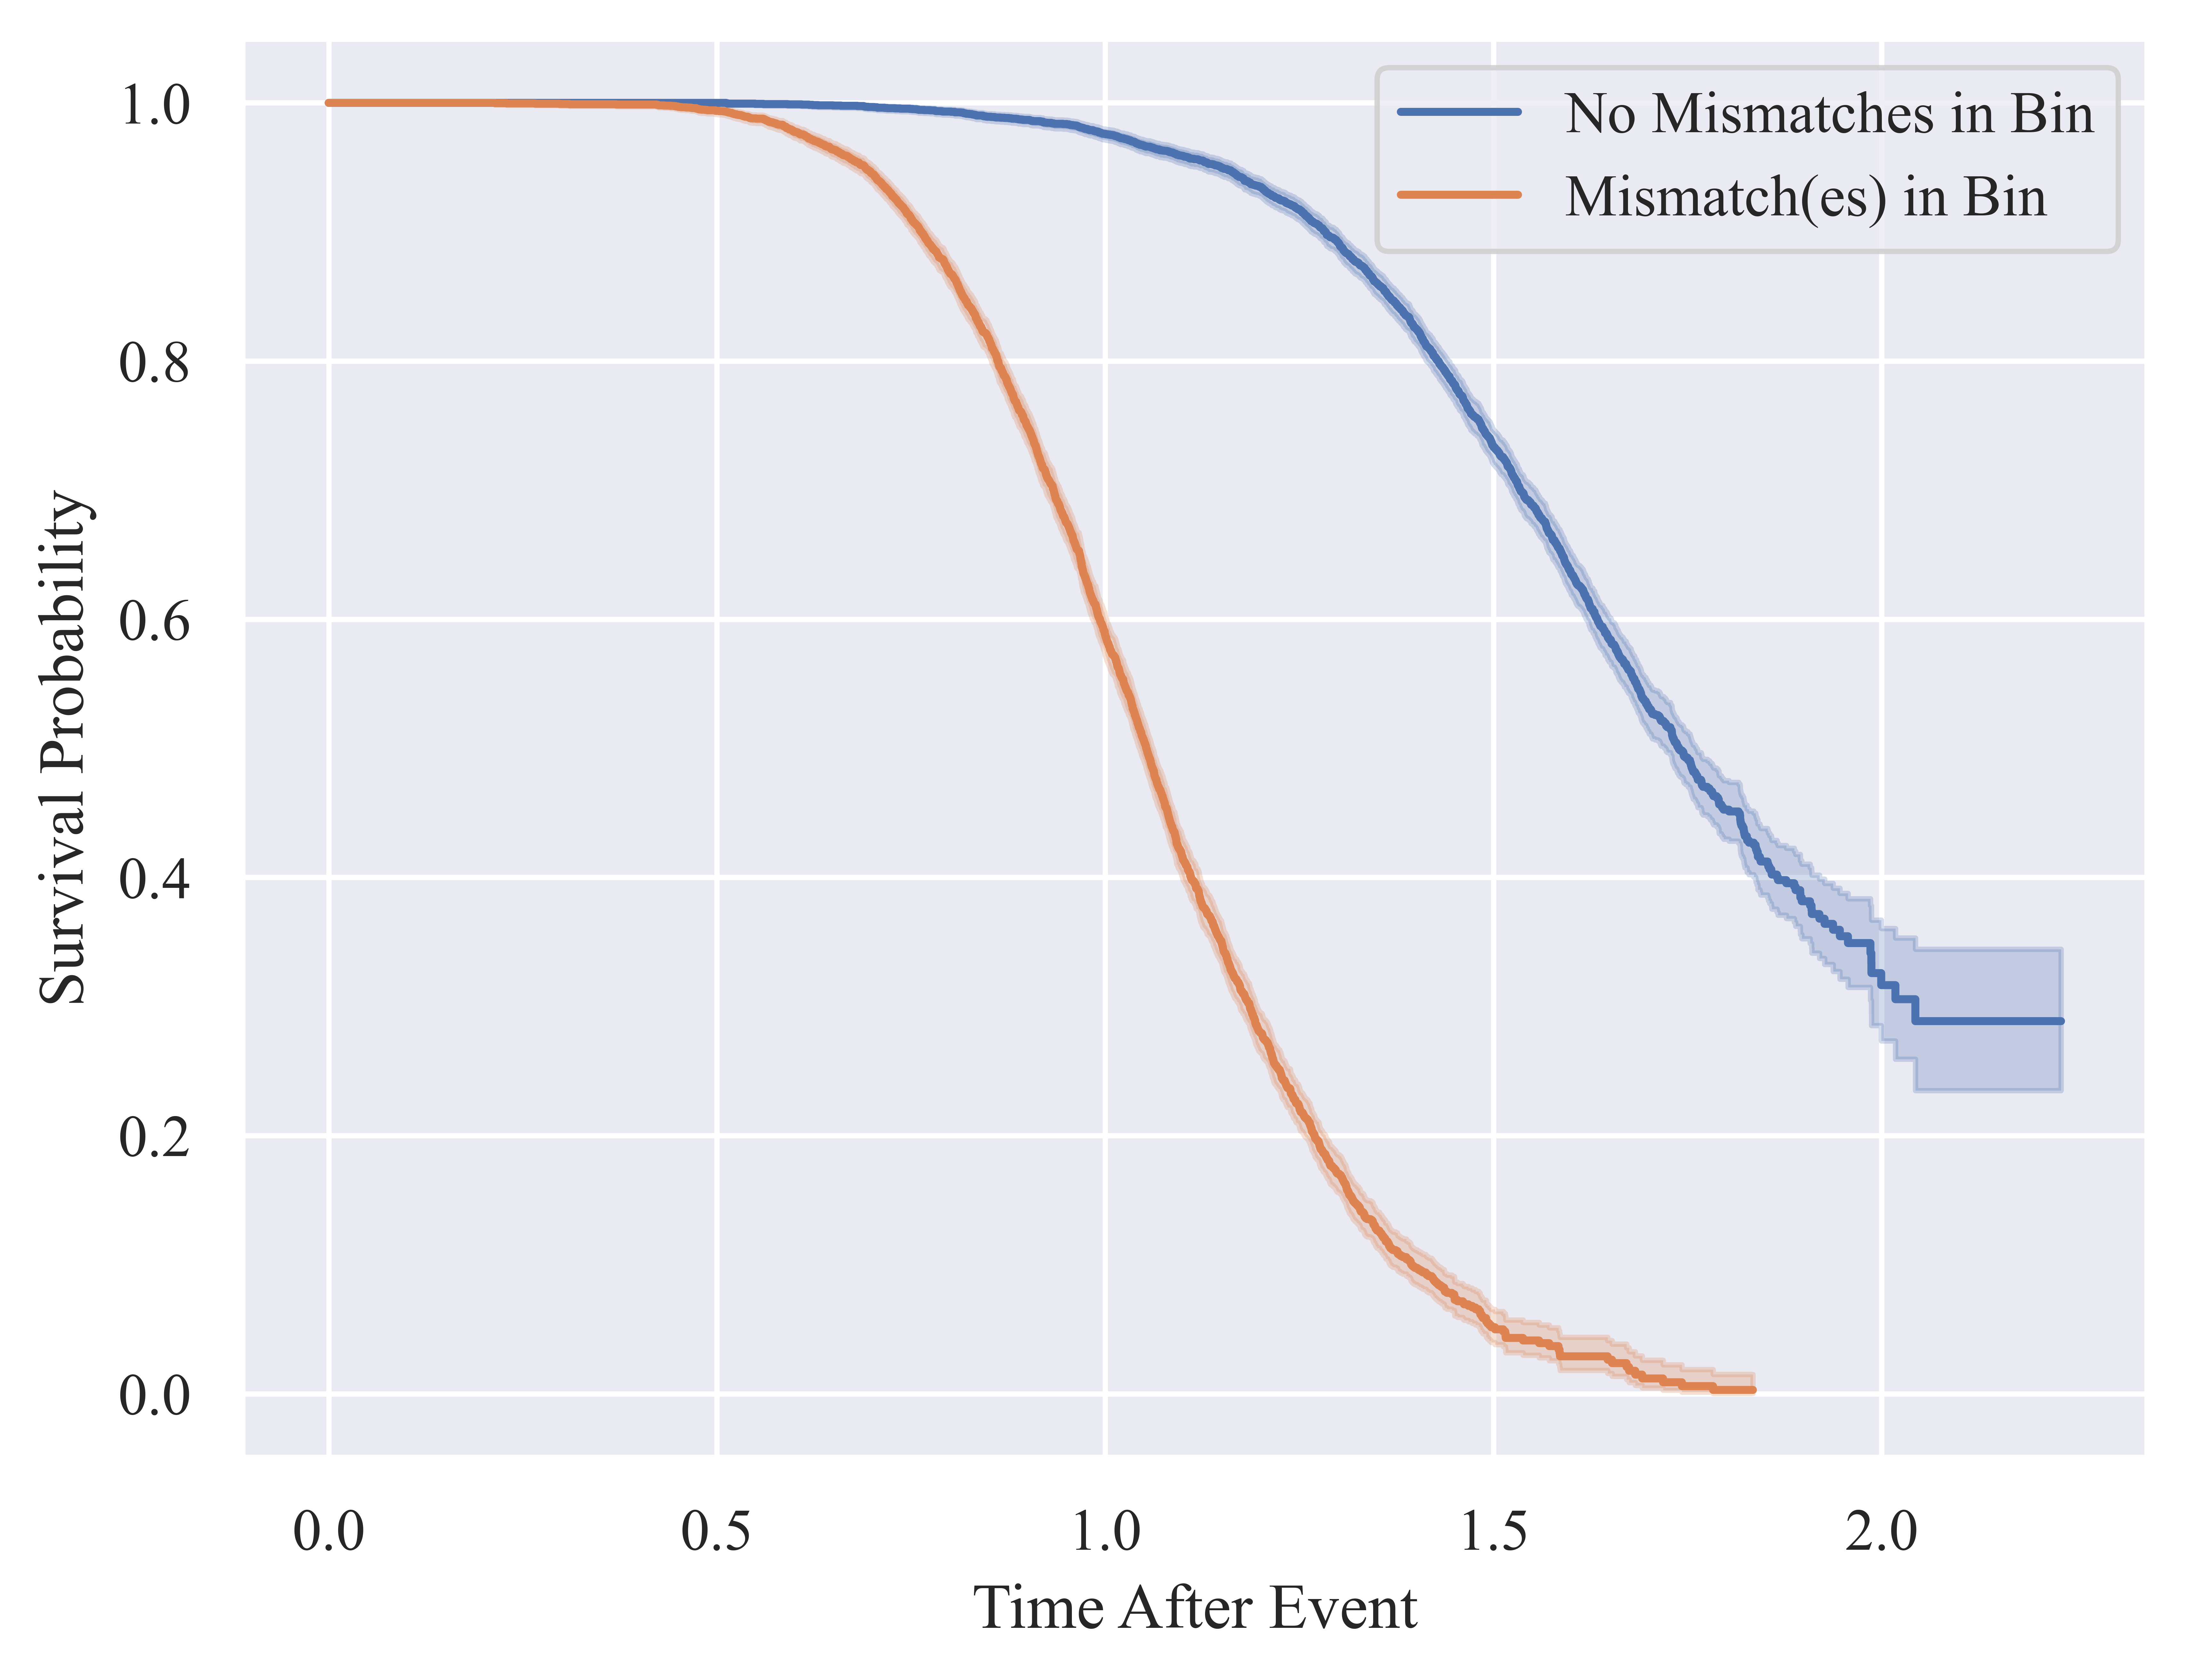 No Mismatches in Bin
Mismatch(es) in Bin
1.0
0.8
0.6
0.4
0.2
0.0
Survival Probability
0.0 0.5 1.0 1.5 2.0
Time After Event